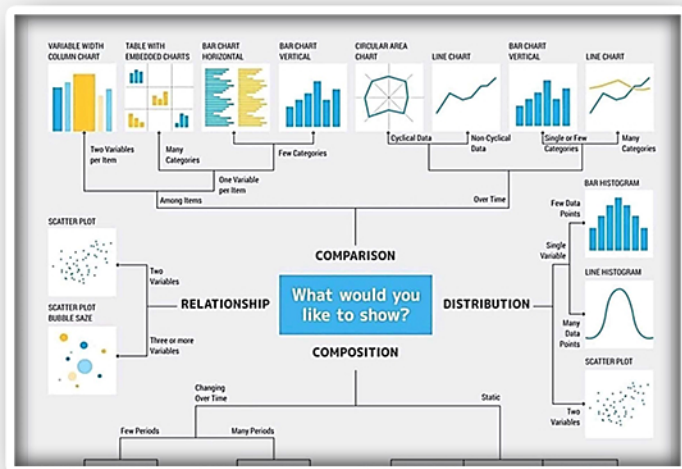 VARIABLE WIDTH
COLUMN CHART
TABLE WITH
EMBEDDED CHARTS
BAR CHART
HORIZONTAL
BAR CHART
VERTICAL
CIRCULAR AREA
CHART
LINE CHART
BAR CHART
VERTICAL
LINE CHART
Cyclical Data
Non-Cyclical
Data
Single or Few
Categories
Many
Categories
Two Variables
per Item
Many
Categories
Few Categories
One Variable
per Item
Among Items
Over Time
BAR HISTOGRAM
Few Data
Points
SCATTER PLOT
Single
Variable
COMPARISON
Two
Variables
LINE HISTOGRAM
RELATIONSHIP
What would you
like to show?
DISTRIBUTION
SCATTER PLOT
BUBBLE SAZE
Many
Data
Points
Three or more
Variables
COMPOSITION
SCATTER PLOT
Changing
Over Time
Static
Two
Variables
Few Periods
Many Periods